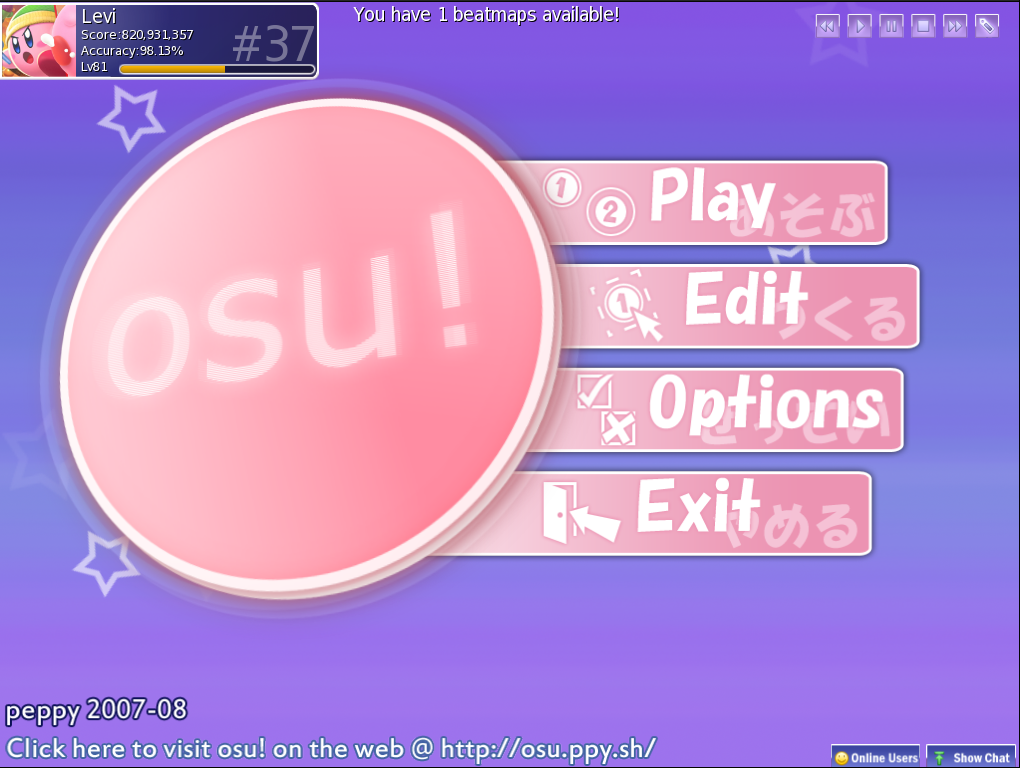 Levi
Score:820,931,357
Accuracy:98.13%
Lv81
#37
You have 1 beatmaps available!
osu!
1
2
Play
あそぶ
1
Edit
つくる
Options
せってい
Exit
やめる
peppy 2007-08
Click here to visit osu! on the web @ http://osu.ppy.sh/
Online Users
Show Chat